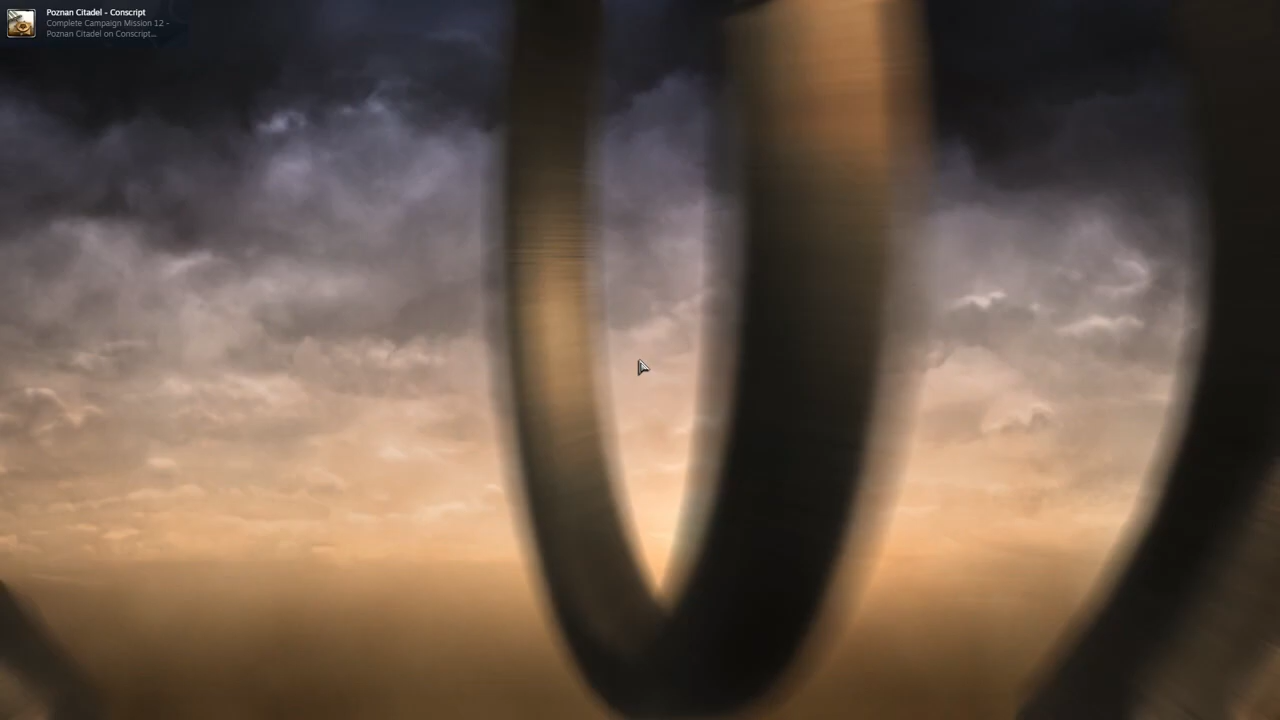 Poznan Citadel - Conscript
Complete Campaign Mission 12 -
Poznan Citadel on Conscript...